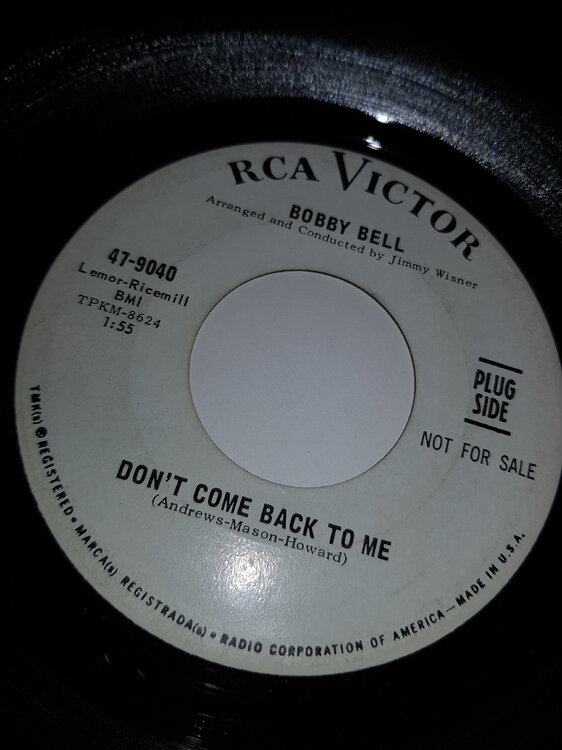 RCA VICTOR
BOBBY BELL
Arranged and Conducted by Jimmy Wisner
47-9040
Lemor-Ricemill
BMI
TPKM-8624
1:55
PLUG
SIDE
NOT FOR SALE
DON'T COME BACK TO ME
(Andrews-Mason-Howard)
TMK(s) ® REGISTERED • MARCA(s) REGISTRADA(s) • RADIO CORPORATION OF AMERICA—MADE IN U.S.A.